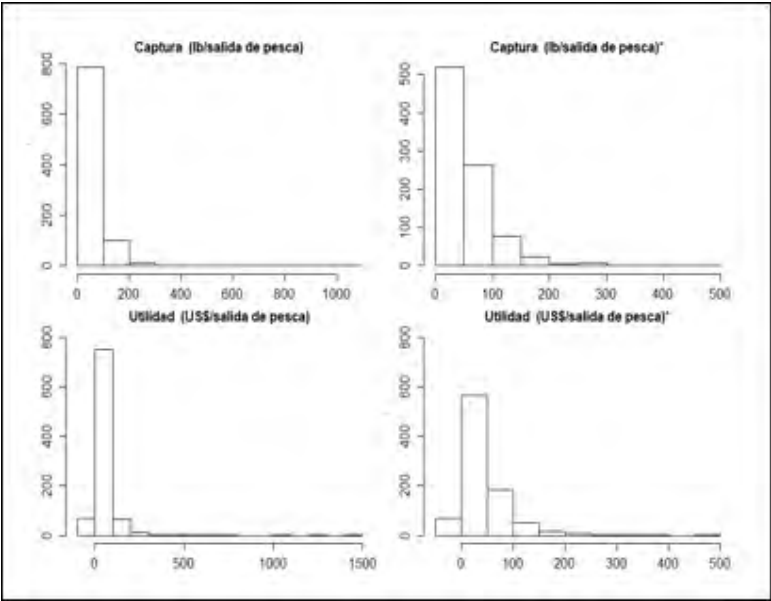 Captura (lb/salida de pesca)
800
600
400
200
0
0 200 400 600 800 1000
Captura (lb/salida de pesca)*
500
400
300
200
100
0
0 100 200 300 500
Utilidad (US$/salida de pesca)
800
600
400
200
0
0 500 1000 1500
Utilidad (US$/salida de pesca)*
800
600
400
200
0
0 100 200 300 400 500